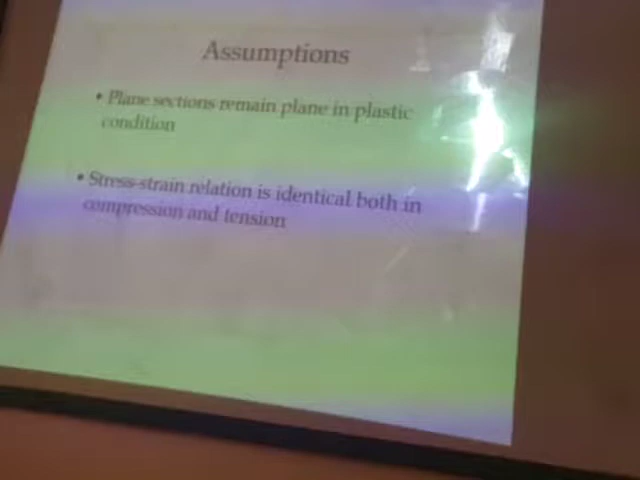 Assumptions
• Plane sections remain plane in plastic
condition
• Stress-strain relation is identical both in
compression and tension